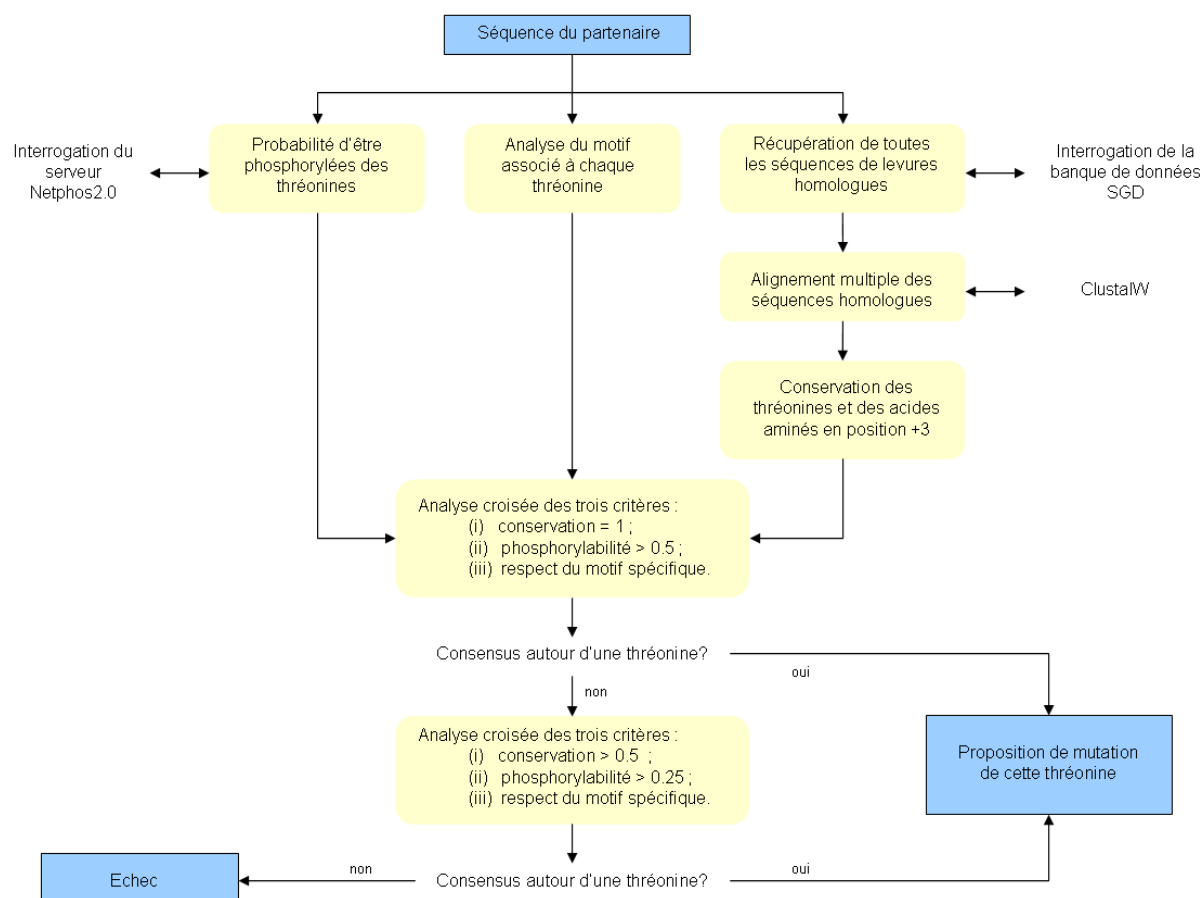 Séquence du partenaire
Interrogation du
serveur
Netphos2.0
Probabilité d'être
phosphorylées des
thréonines
Analyse du motif
associé à chaque
thréonine
Récupération de toutes
les séquences de levures
homologues
Interrogation de la
banque de données
SGD
Alignement multiple des
séquences homologues
ClustalW
Conservation des
thréonines et des acides
aminés en position +3
Analyse croisée des trois critères :
(i) conservation = 1 ;
(ii) phosphorylabilité > 0.5 ;
(iii) respect du motif spécifique.
Consensus autour d'une thréonine?
oui
non
Analyse croisée des trois critères :
(i) conservation > 0.5 ;
(ii) phosphorylabilité > 0.25 ;
(iii) respect du motif spécifique.
Proposition de mutation
de cette thréonine
Echec
non
Consensus autour d'une thréonine?
oui